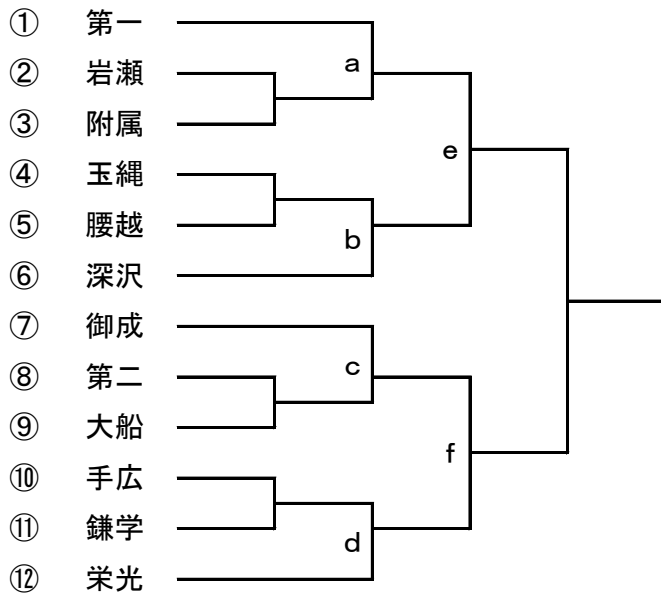 ① 第一
② 岩瀬
③ 附属
④ 玉縄
⑤ 腰越
⑥ 深沢
⑦ 御成
⑧ 第二
⑨ 大船
⑩ 手広
⑪ 鎌学
⑫ 栄光
a
b
c
d
e
f